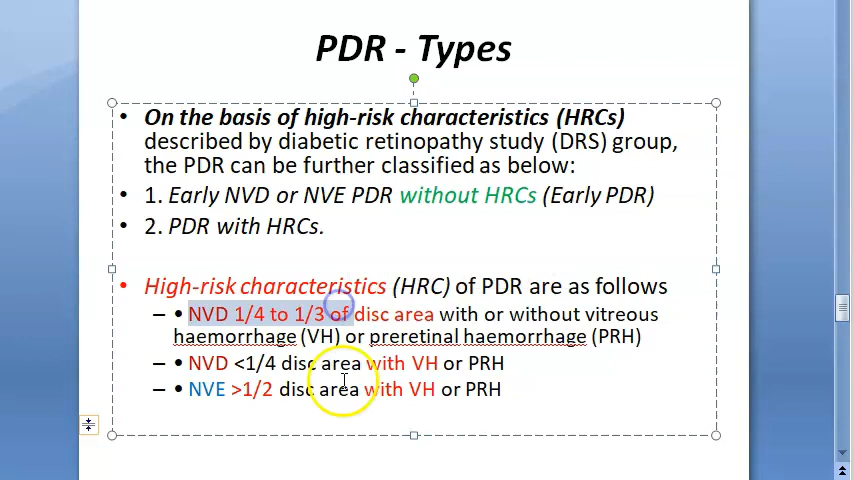 PDR - Types
• On the basis of high-risk characteristics (HRCs)
described by diabetic retinopathy study (DRS) group,
the PDR can be further classified as below:
• 1. Early NVD or NVE PDR without HRCs (Early PDR)
• 2. PDR with HRCs.
• High-risk characteristics (HRC) of PDR are as follows
– • NVD 1/4 to 1/3 of disc area with or without vitreous
haemorrhage (VH) or preretinal haemorrhage (PRH)
– • NVD <1/4 disc area with VH or PRH
– • NVE >1/2 disc area with VH or PRH